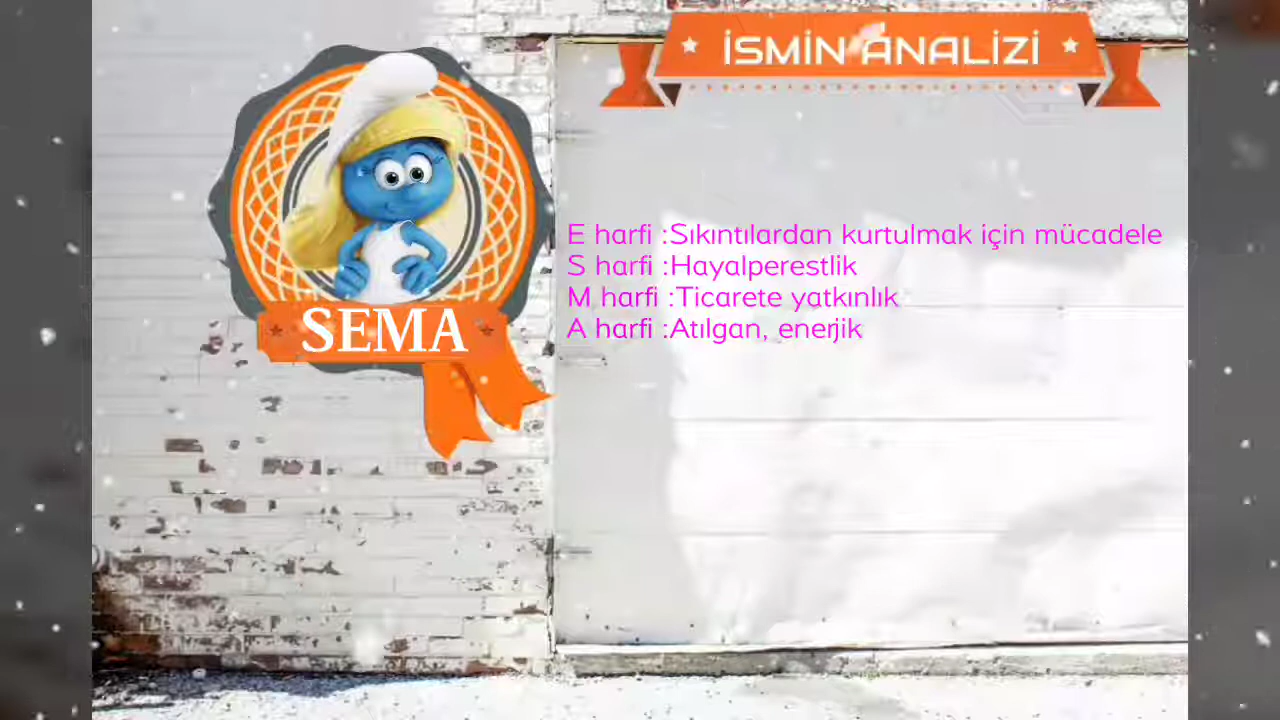 İSMİN ANALİZİ
SEMA
E harfi :Sıkıntılardan kurtulmak için mücadele
S harfi :Hayalperestlik
M harfi :Ticarete yatkınlık
A harfi :Atılgan, enerjik